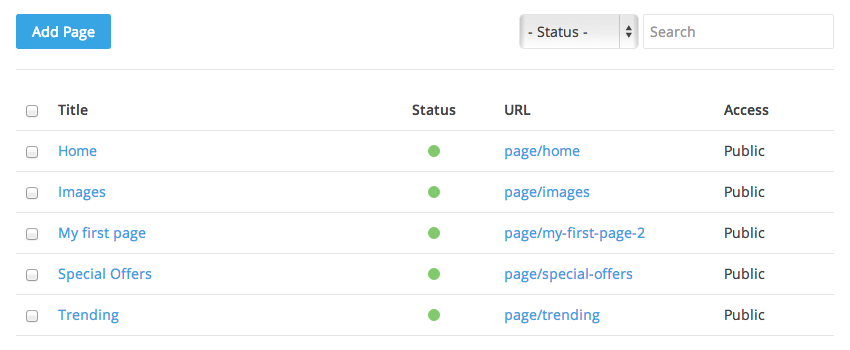 Add Page - Status - Search
Title Status URL Access
Home page/home Public
Images page/images Public
My first page page/my-first-page-2 Public
Special Offers page/special-offers Public
Trending page/trending Public